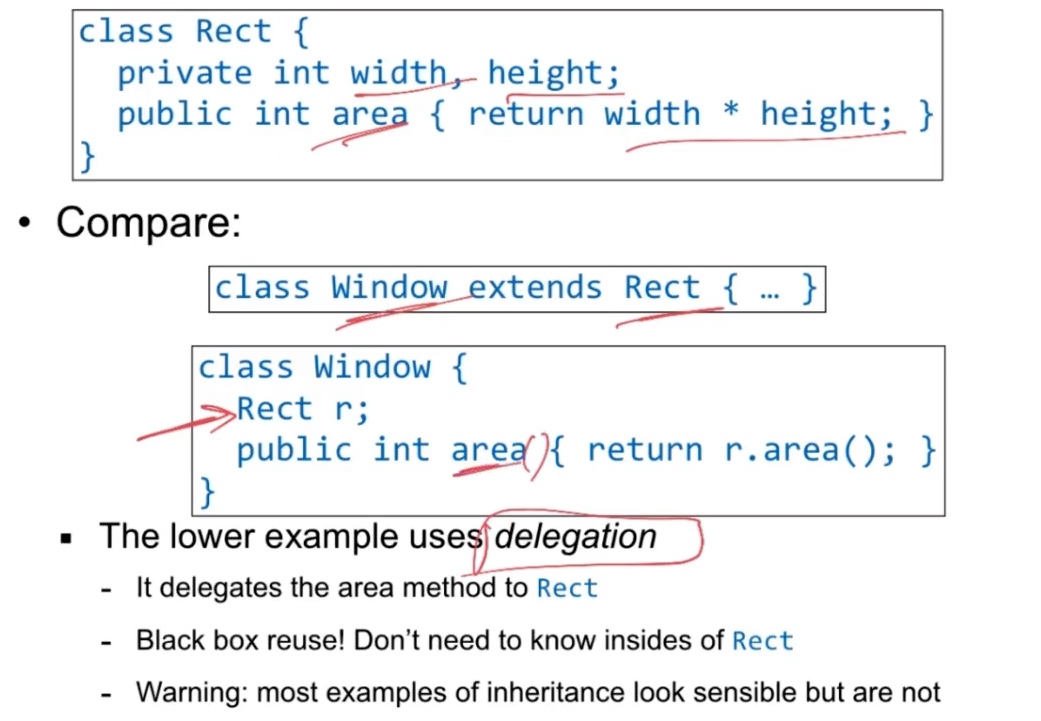 class Rect {
private int width, height;
public int area { return width * height; }
}
• Compare:
class Window extends Rect { … }
class Window {
Rect r;
public int area(){ return r.area(); }
}
▪ The lower example uses delegation
- It delegates the area method to Rect
- Black box reuse! Don’t need to know insides of Rect
- Warning: most examples of inheritance look sensible but are not